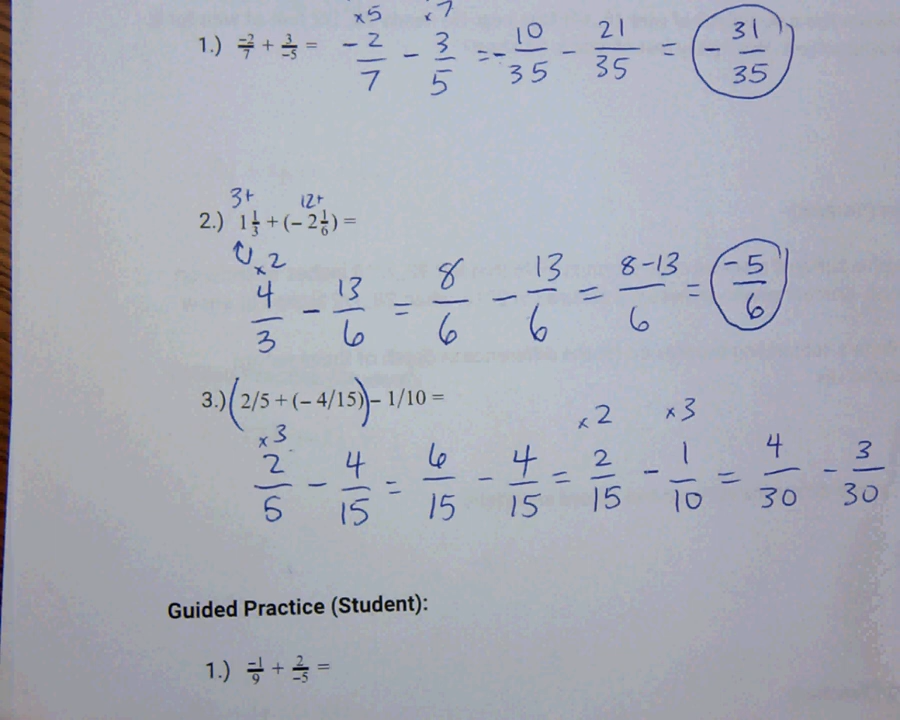 ×5 ×7
1.) -2/7 + 3/-5 = -2/7 - 3/5 = -10/35 - 21/35 = -31/35
3+ 12+
2.) 1 1/3 + (- 2 1/6) =
×2
4/3 - 13/6 = 8/6 - 13/6 = 8-13/6 = -5/6
3.) (2/5 + (- 4/15)) - 1/10 =
×3 ×2 ×3
2/5 - 4/15 = 6/15 - 4/15 = 2/15 - 1/10 = 4/30 - 3/30
Guided Practice (Student):
1.) -1/9 + 2/-5 =